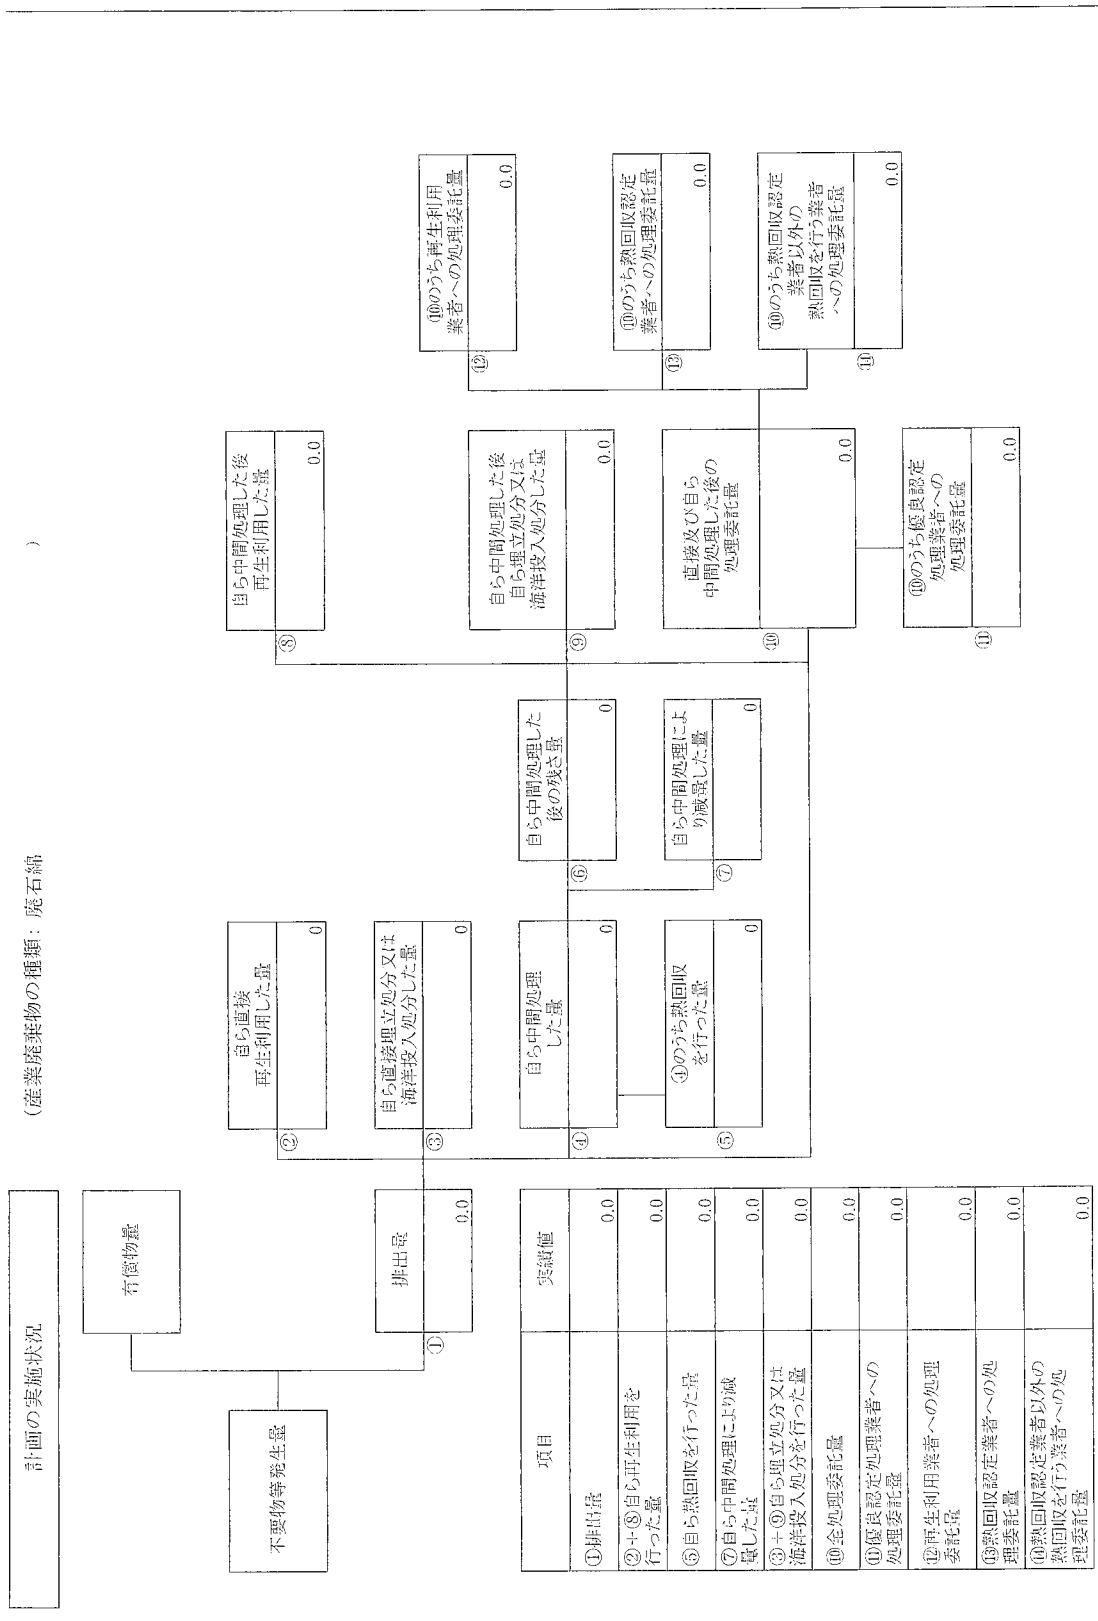 計画の実施状況
(産業廃棄物の種類: 廃石綿 )
不要物等発生量
有償物量
①
排出量
0.0
②
自ら直接
再生利用した量
0
③
自ら直接埋立処分又は
海洋投入処分した量
0
④
自ら中間処理
した量
0
⑤
④のうち熱回収
を行った量
0
⑥
自ら中間処理した
後の残さ量
0
⑦
自ら中間処理によ
り減量した量
0
⑧
自ら中間処理した後
再生利用した量
0.0
⑨
自ら中間処理した後
自ら埋立処分又は
海洋投入処分した量
0.0
⑩
直接及び自ら
中間処理した後の
処理委託量
0.0
⑪
⑩のうち優良認定
処理業者への
処理委託量
0.0
⑫
⑩のうち再生利用
業者への処理委託量
0.0
⑬
⑩のうち熱回収認定
業者への処理委託量
0.0
⑭
⑩のうち熱回収認定
業者以外の
熱回収を行う業者
への処理委託量
0.0
項目 実績値
①排出量 0.0
②+⑧自ら再生利用を
行った量 0.0
⑤自ら熱回収を行った量 0.0
⑦自ら中間処理により減
量した量 0.0
③+⑨自ら埋立処分又は
海洋投入処分を行った量 0.0
⑩全処理委託量 0.0
⑪優良認定処理業者への
処理委託量 0.0
⑫再生利用業者への処理
委託量 0.0
⑬熱回収認定業者への処
理委託量 0.0
⑭熱回収認定業者以外の
熱回収を行う業者への処
理委託量 0.0